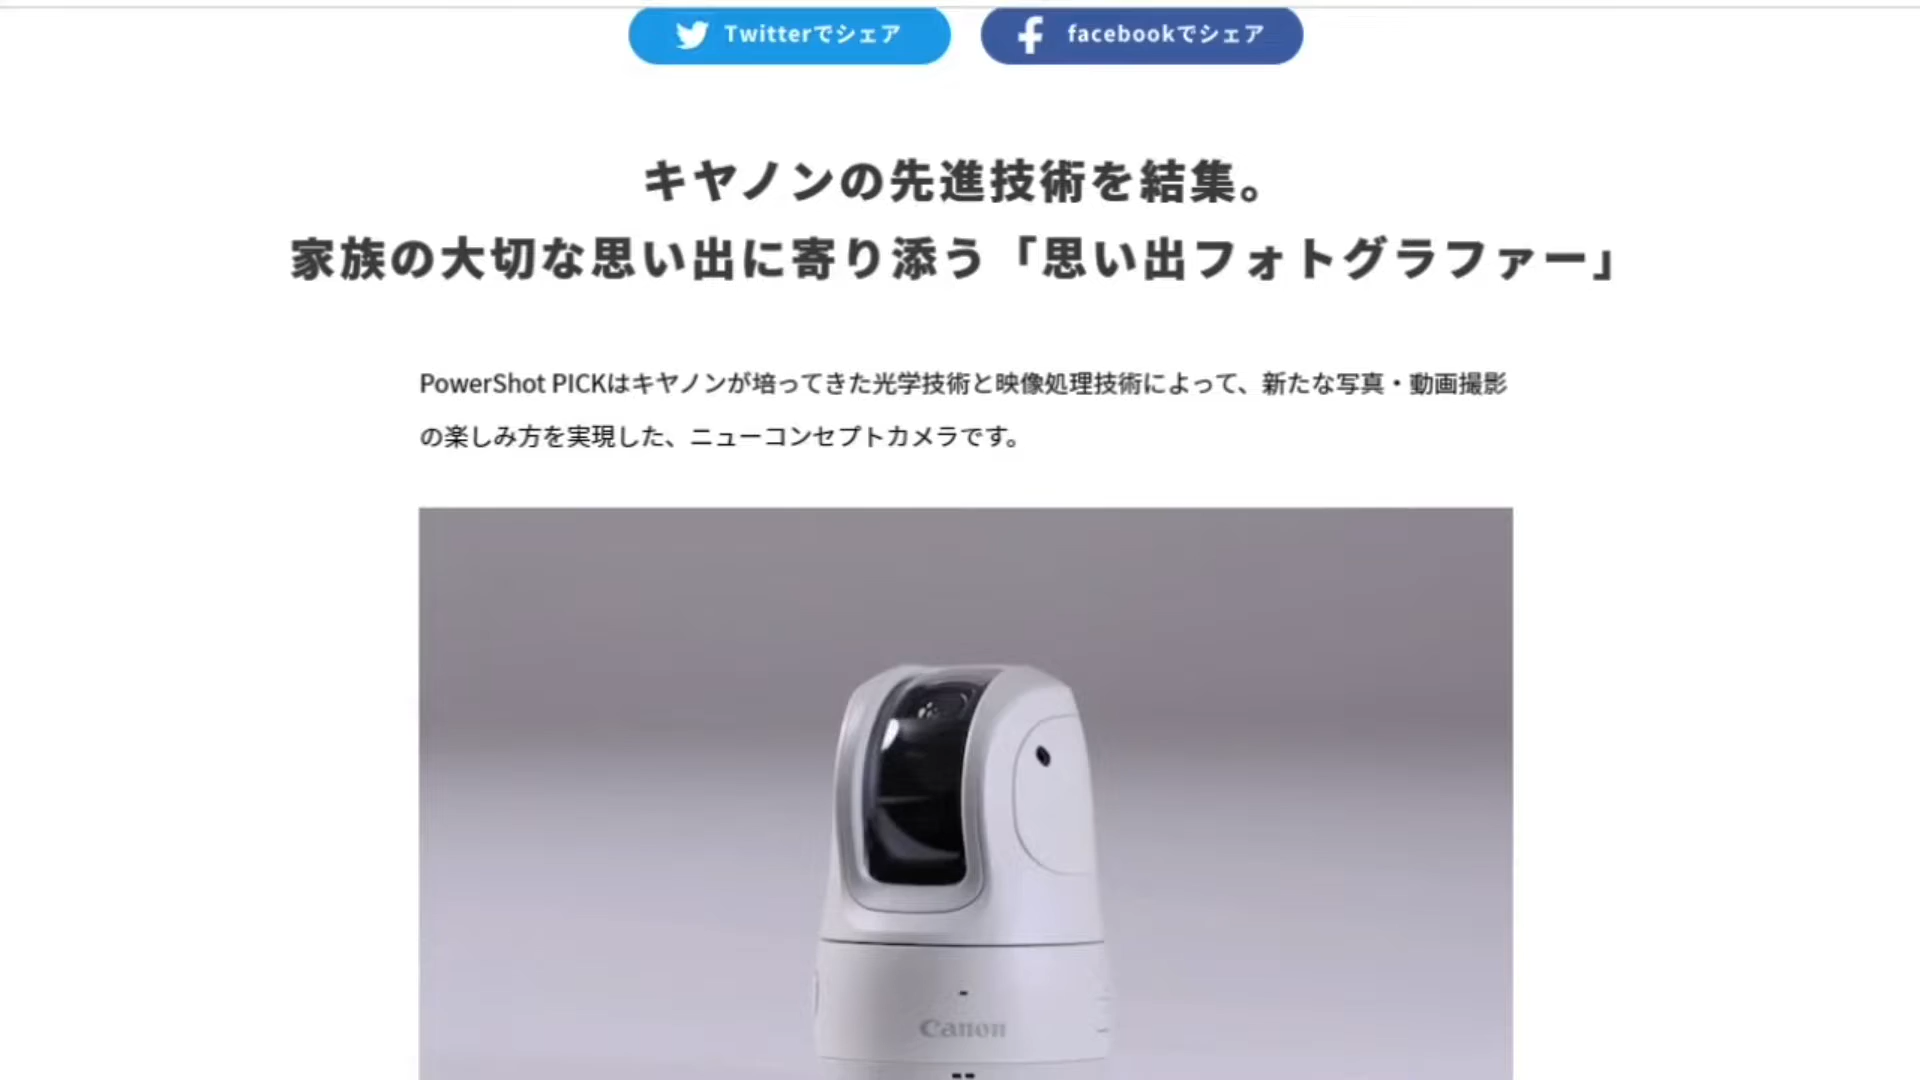 Twitterでシェア
facebookでシェア
キヤノンの先進技術を結集。
家族の大切な思い出に寄り添う「思い出フォトグラファー」
PowerShot PICKはキヤノンが培ってきた光学技術と映像処理技術によって、新たな写真・動画撮影
の楽しみ方を実現した、ニューコンセプトカメラです。
Canon